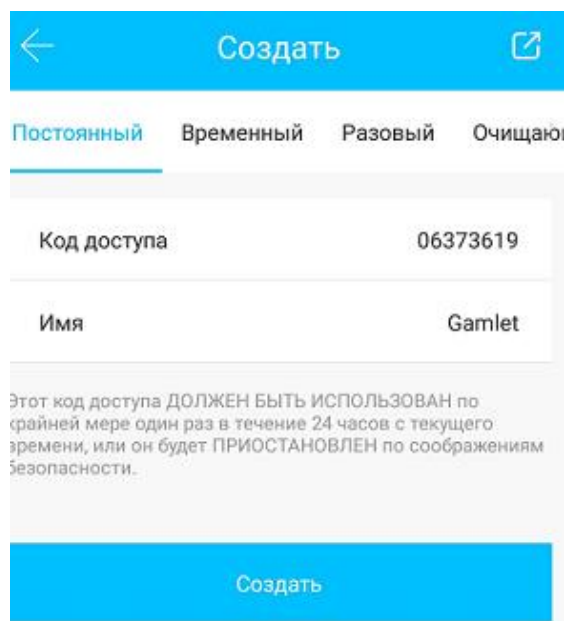 Создать
Постоянный Временный Разовый Очищаю
Код доступа 06373619
Имя Gamlet
Этот код доступа ДОЛЖЕН БЫТЬ ИСПОЛЬЗОВАН по
крайней мере один раз в течение 24 часов с текущего
времени, или он будет ПРИОСТАНОВЛЕН по соображениям
безопасности.
Создать